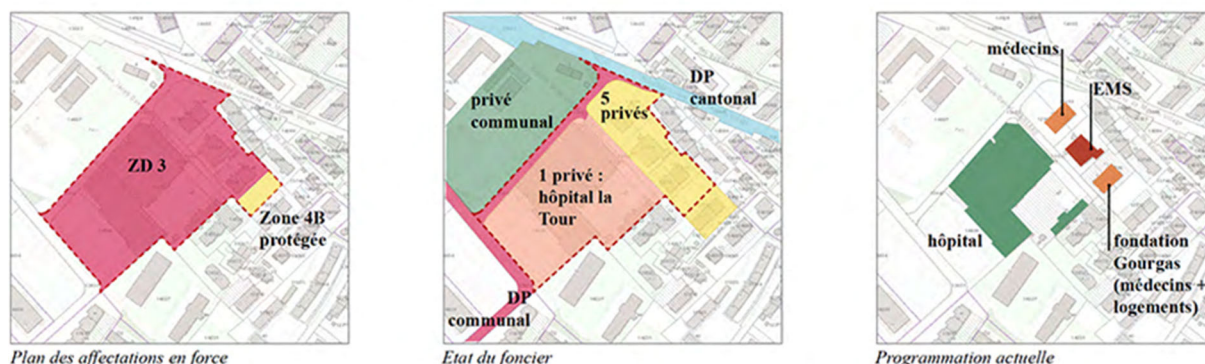 ZD 3
Zone 4B
protégée
Plan des affectations en force
privé
communal
5
privés
DP
cantonal
1 privé :
hôpital la
Tour
DP
communal
Etat du foncier
médecins
EMS
hôpital
fondation
Gourgas
(médecins +
logements)
Programmation actuelle